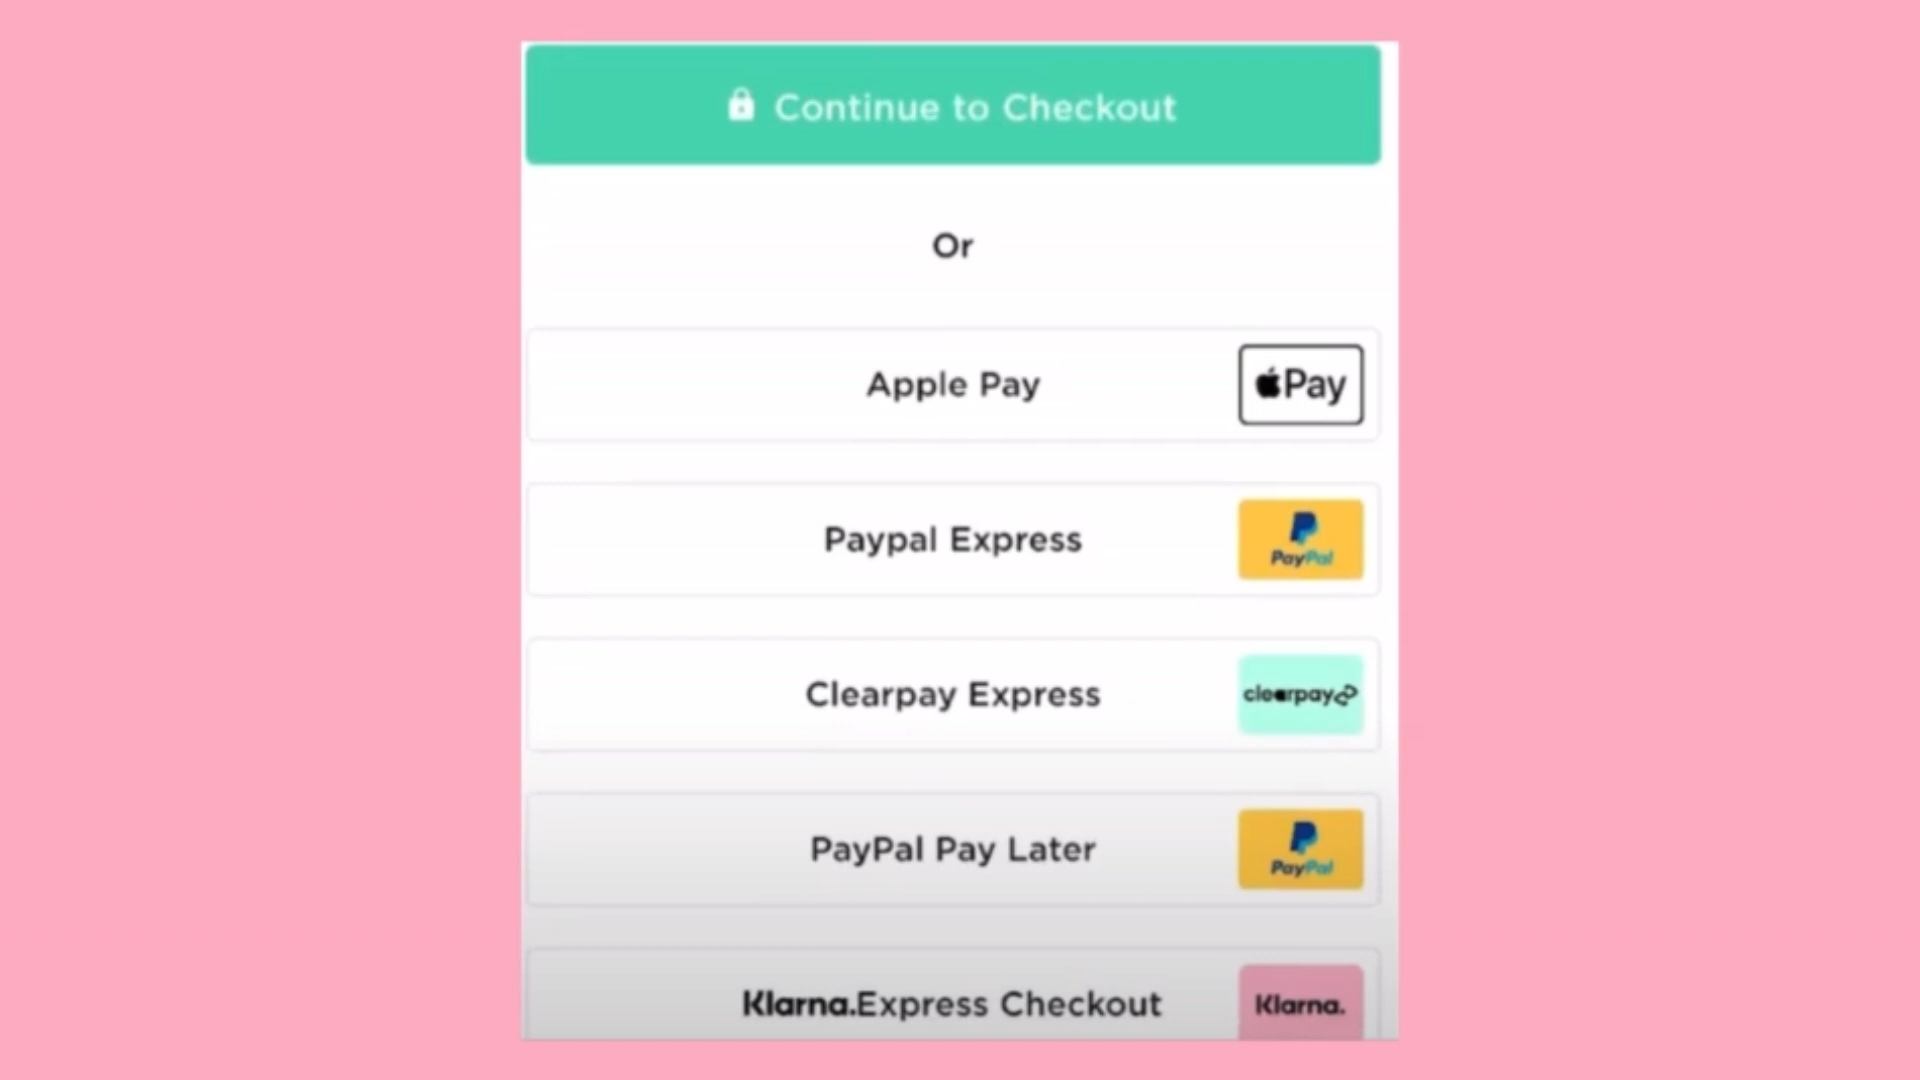 Continue to Checkout
Or
Apple Pay
Pay
Paypal Express
PayPal
Clearpay Express
clearpay
PayPal Pay Later
PayPal
Klarna.Express Checkout
Klarna.